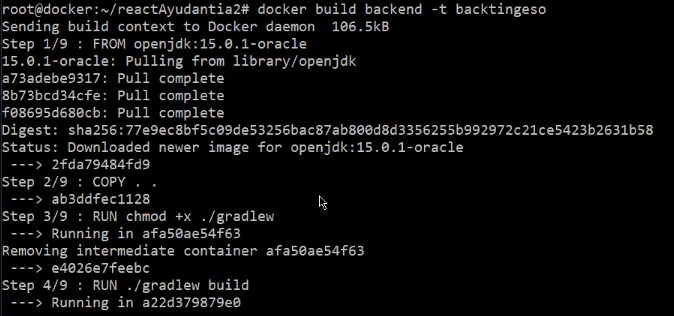 root@docker:~/reactAyudantia2# docker build backend -t backtingeso
Sending build context to Docker daemon  106.5kB
Step 1/9 : FROM openjdk:15.0.1-oracle
15.0.1-oracle: Pulling from library/openjdk
a73adebe9317: Pull complete
8b73bcd34cfe: Pull complete
f08695d680cb: Pull complete
Digest: sha256:77e9ec8bf5c09de53256bac87ab800d8d3356255b992972c21ce5423b2631b58
Status: Downloaded newer image for openjdk:15.0.1-oracle
 ---> 2fda79484fd9
Step 2/9 : COPY . .
 ---> ab3ddfec1128
Step 3/9 : RUN chmod +x ./gradlew
 ---> Running in afa50ae54f63
Removing intermediate container afa50ae54f63
 ---> e4026e7feebc
Step 4/9 : RUN ./gradlew build
 ---> Running in a22d379879e0